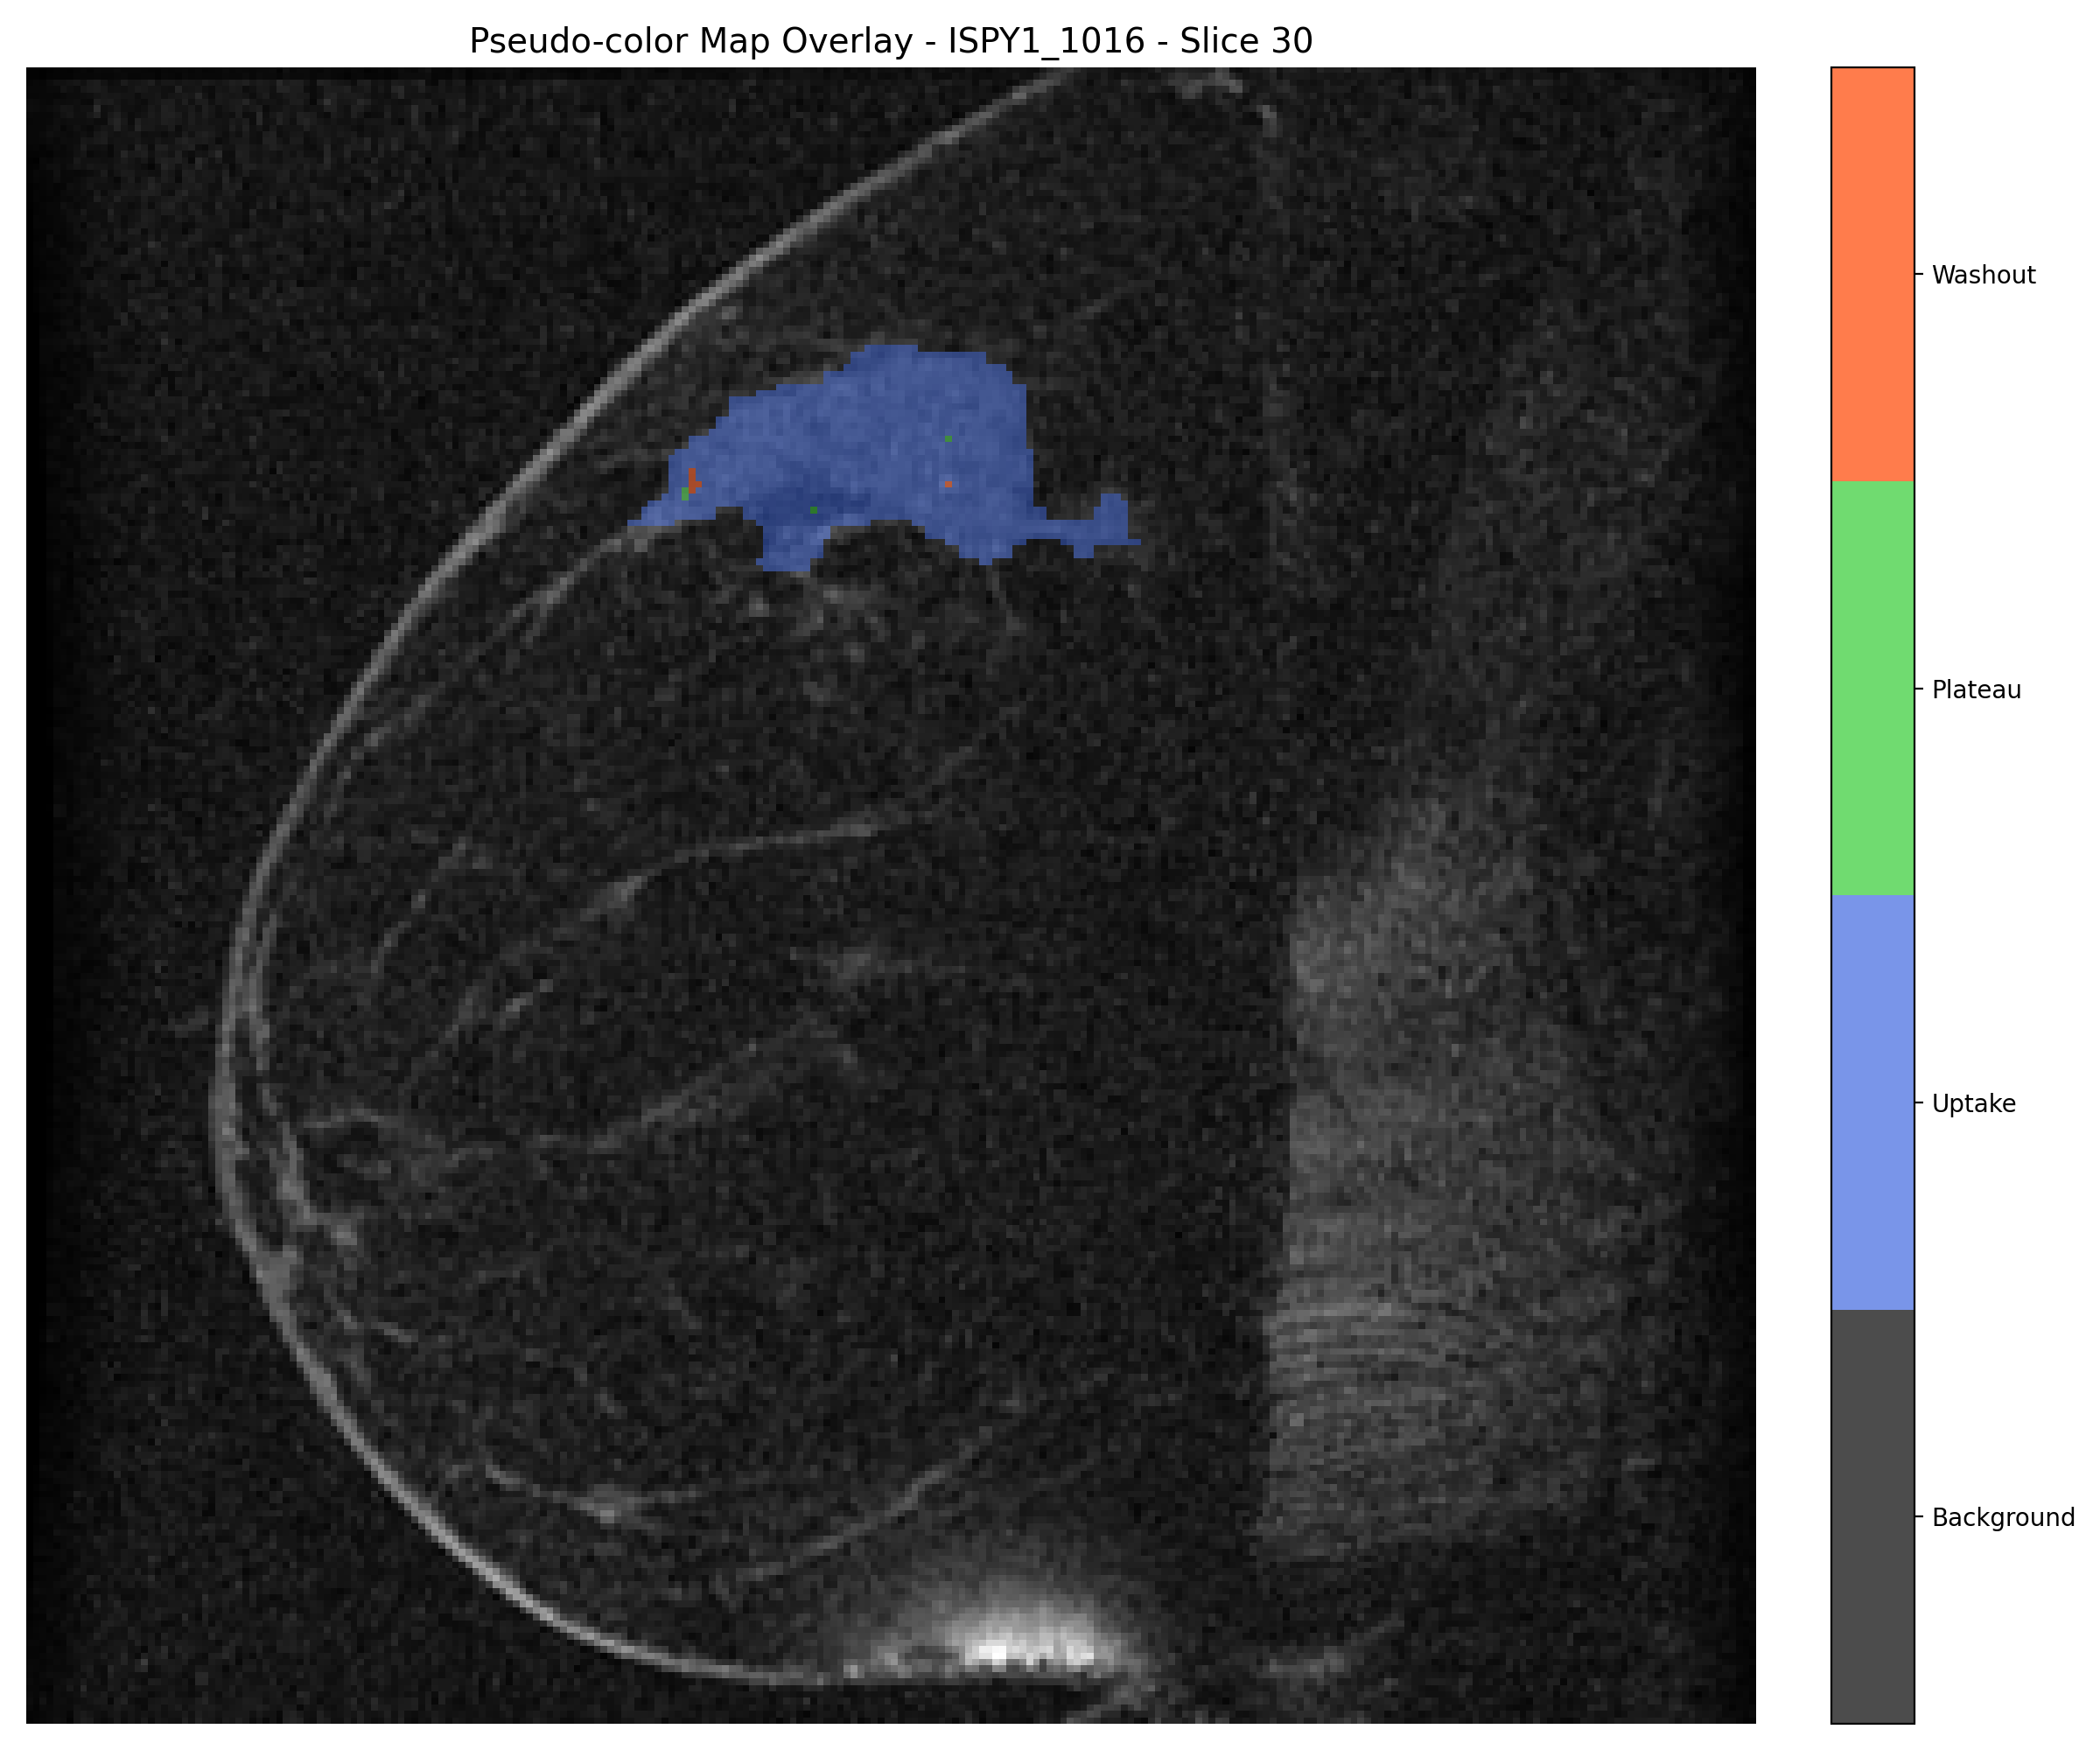 Pseudo-color Map Overlay - ISPY1_1016 - Slice 30
Washout
Plateau
Uptake
Background